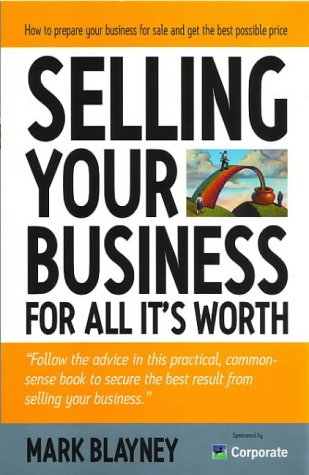 How to prepare your business for sale and get the best possible price
SELLING
YOUR
BUSINESS
FOR ALL IT'S WORTH
"Follow the advice in this practical, common-
sense book to secure the best result from
selling your business."
MARK BLAYNEY
Sponsored by
Corporate